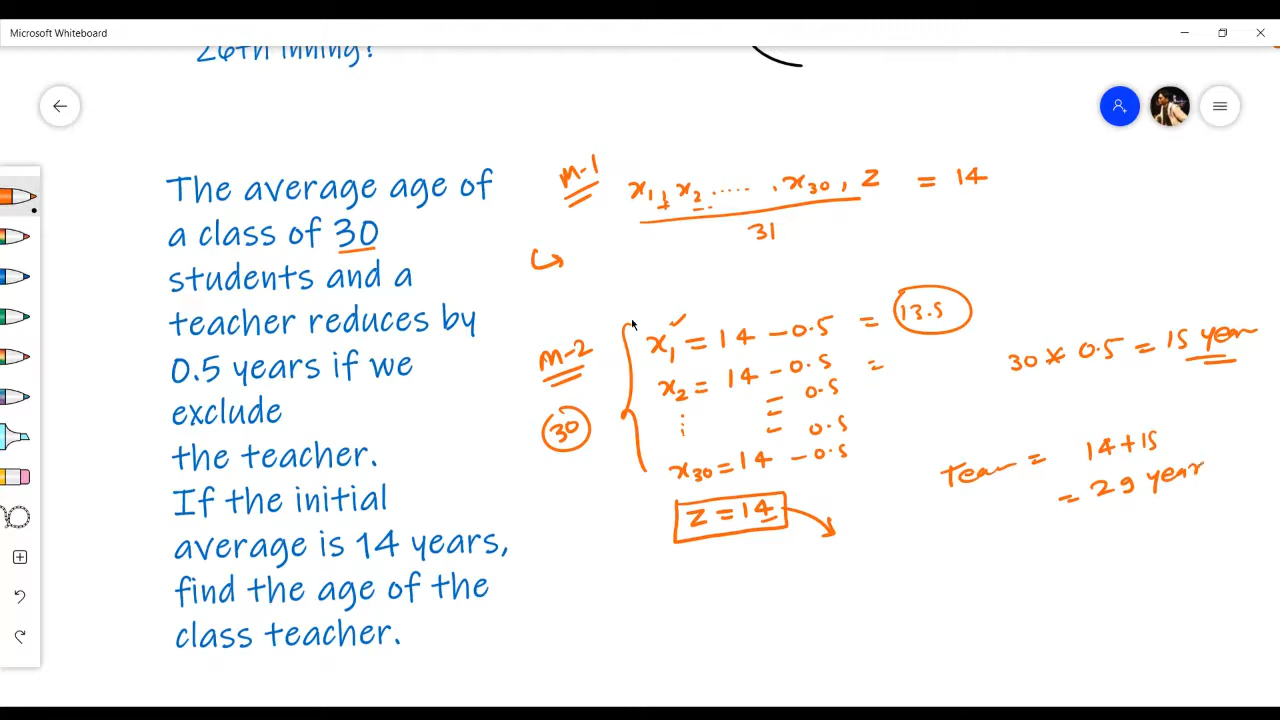 Microsoft Whiteboard
26th inning?
The average age of
a class of 30
students and a
teacher reduces by
0.5 years if we
exclude
the teacher.
If the initial
average is 14 years,
find the age of the
class teacher.
M-1
x1 + x2 ..... , x30 , z = 14
31
M-2
30
x1 = 14 - 0.5 = 13.5
x2 = 14 - 0.5 =
⋮ = 0.5
- 0.5
x30 = 14 - 0.5
z = 14
30 * 0.5 = 15 year
= 14 + 15
= 29 year